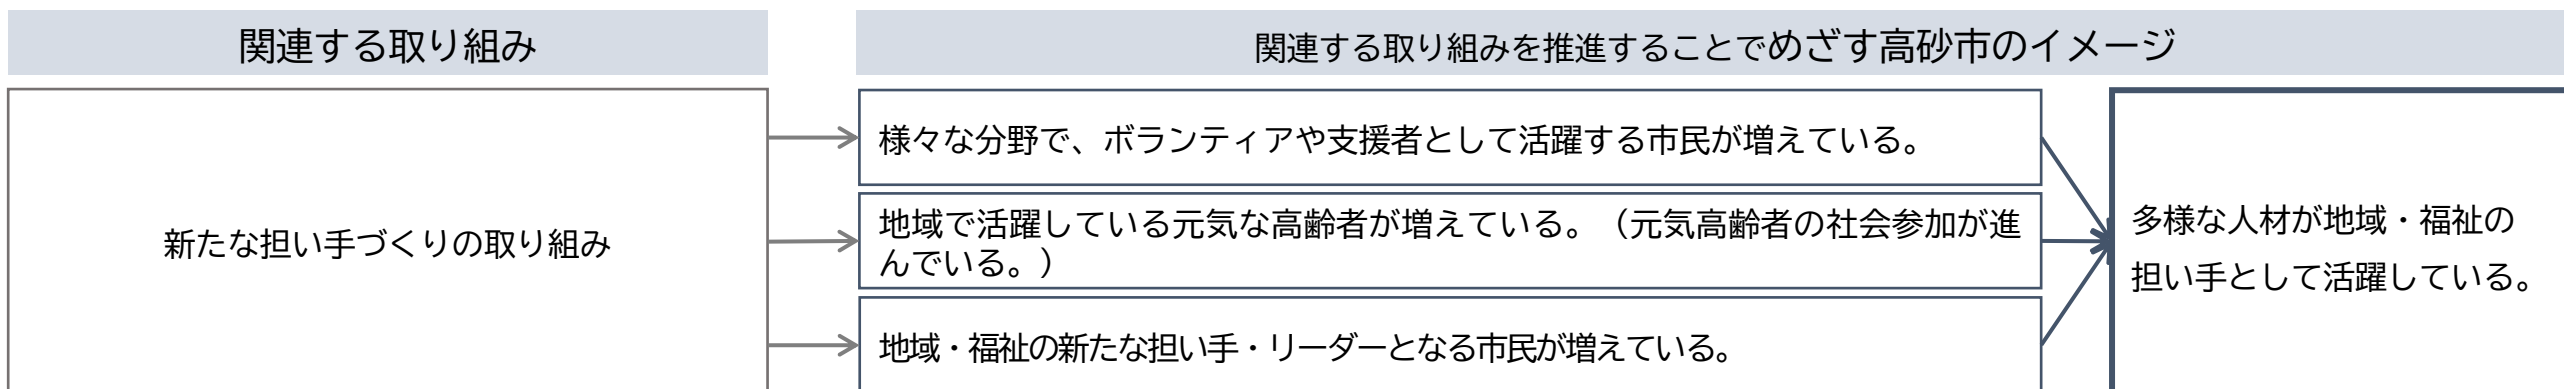 関連する取り組み
関連する取り組みを推進することでめざす高砂市のイメージ
新たな担い手づくりの取り組み
様々な分野で、ボランティアや支援者として活躍する市民が増えている。
地域で活躍している元気な高齢者が増えている。（元気高齢者の社会参加が進
んでいる。）
地域・福祉の新たな担い手・リーダーとなる市民が増えている。
多様な人材が地域・福祉の
担い手として活躍している。